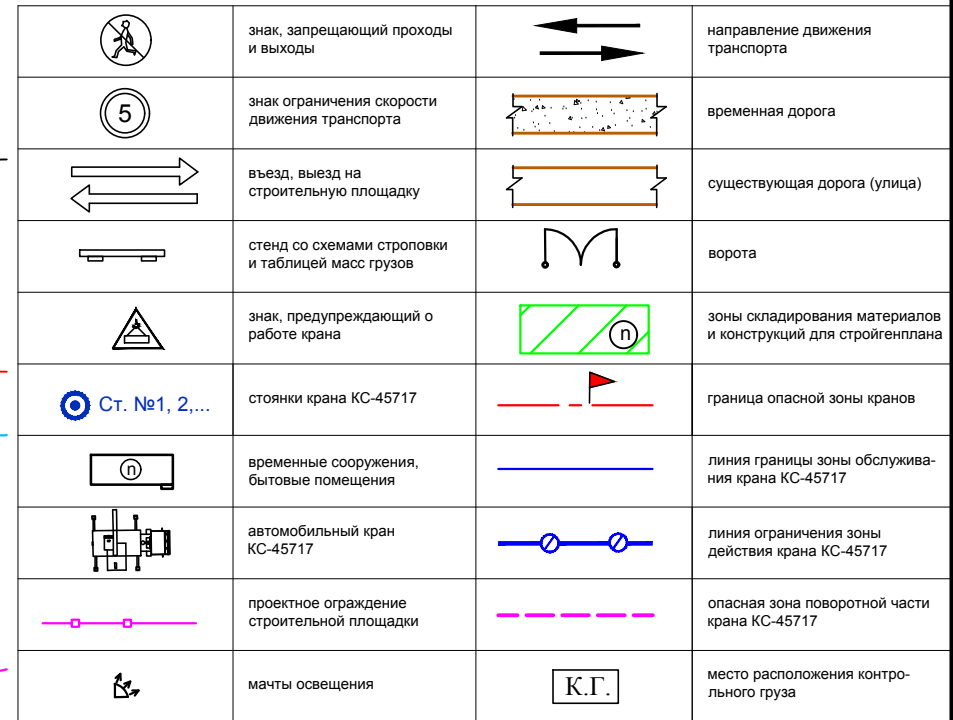 знак, запрещающий проходы
и выходы
направление движения
транспорта
5
знак ограничения скорости
движения транспорта
временная дорога
въезд, выезд на
строительную площадку
существующая дорога (улица)
стенд со схемами строповки
и таблицей масс грузов
ворота
знак, предупреждающий о
работе крана
n
зоны складирования материалов
и конструкций для стройгенплана
Ст. №1, 2,...
стоянки крана КС-45717
граница опасной зоны кранов
n
временные сооружения,
бытовые помещения
линия границы зоны обслужива-
ния крана КС-45717
автомобильный кран
КС-45717
линия ограничения зоны
действия крана КС-45717
проектное ограждение
строительной площадки
опасная зона поворотной части
крана КС-45717
мачты освещения
К.Г.
место расположения контро-
льного груза